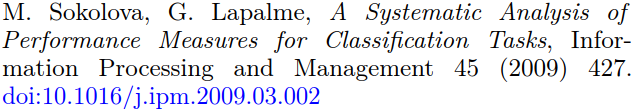 M. Sokolova, G. Lapalme, A Systematic Analysis of
Performance Measures for Classification Tasks, Infor-
mation Processing and Management 45 (2009) 427.
doi:10.1016/j.ipm.2009.03.002